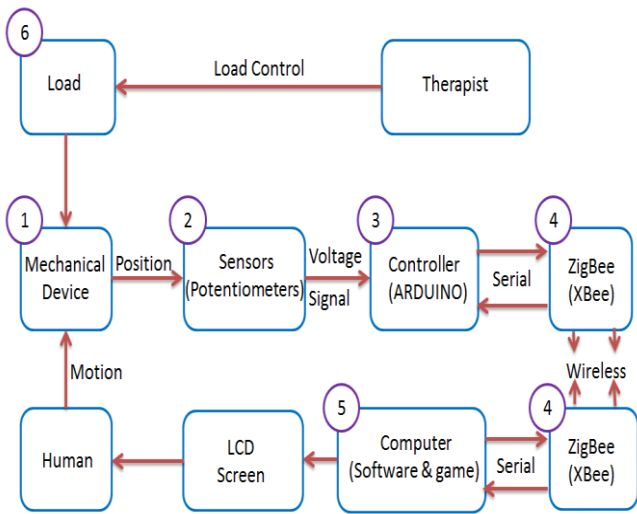 6
Load
Load Control
Therapist
1
Mechanical
Device
Position
2
Sensors
(Potentiometers)
Voltage
Signal
3
Controller
(ARDUINO)
Serial
4
ZigBee
(XBee)
Motion
Wireless
Human
LCD
Screen
5
Computer
(Software & game)
Serial
4
ZigBee
(XBee)